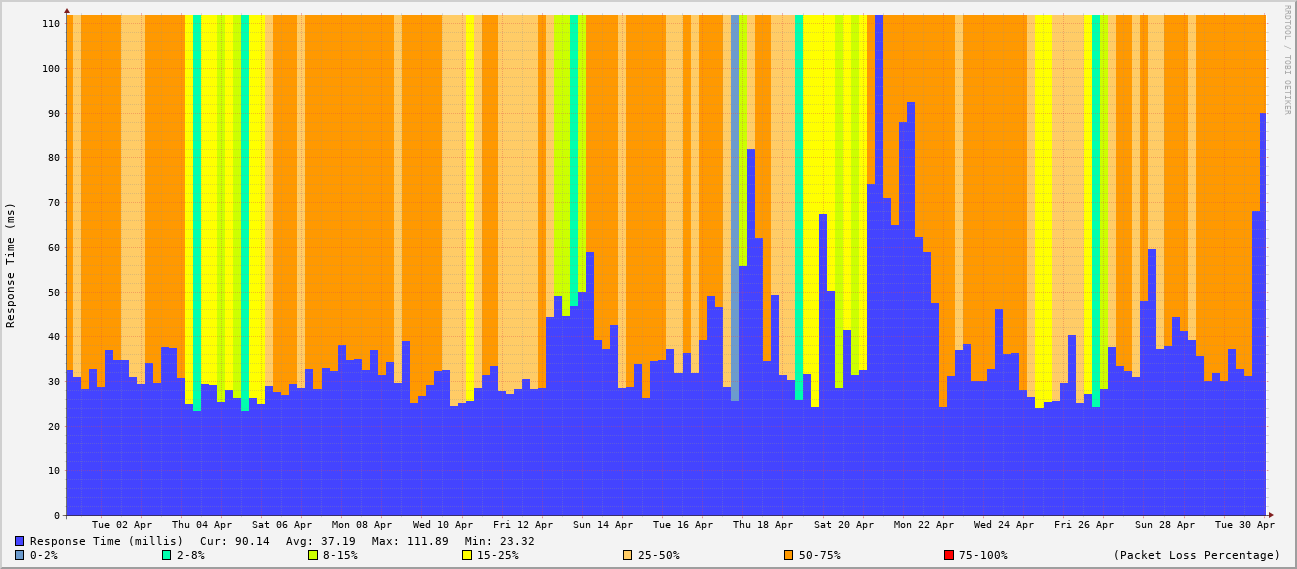 RRDTOOL / TOBI OETIKER
Response Time (ms)
110
100
90
80
70
60
50
40
30
20
10
0
Tue 02 Apr Thu 04 Apr Sat 06 Apr Mon 08 Apr Wed 10 Apr Fri 12 Apr Sun 14 Apr Tue 16 Apr Thu 18 Apr Sat 20 Apr Mon 22 Apr Wed 24 Apr Fri 26 Apr Sun 28 Apr Tue 30 Apr
Response Time (millis) Cur: 90.14 Avg: 37.19 Max: 111.89 Min: 23.32
0-2% 2-8% 8-15% 15-25% 25-50% 50-75% 75-100% (Packet Loss Percentage)